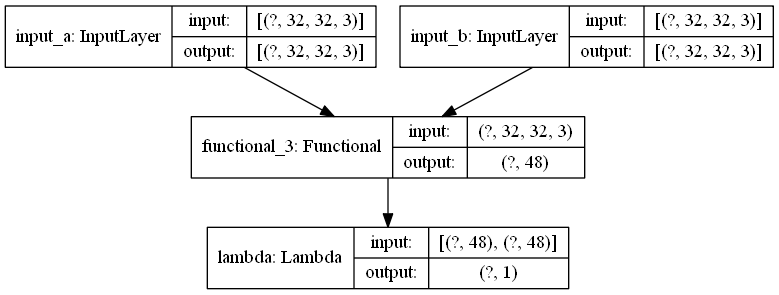 input_a: InputLayer
input: [(?, 32, 32, 3)]
output: [(?, 32, 32, 3)]
input_b: InputLayer
input: [(?, 32, 32, 3)]
output: [(?, 32, 32, 3)]
functional_3: Functional
input: (?, 32, 32, 3)
output: (?, 48)
lambda: Lambda
input: [(?, 48), (?, 48)]
output: (?, 1)